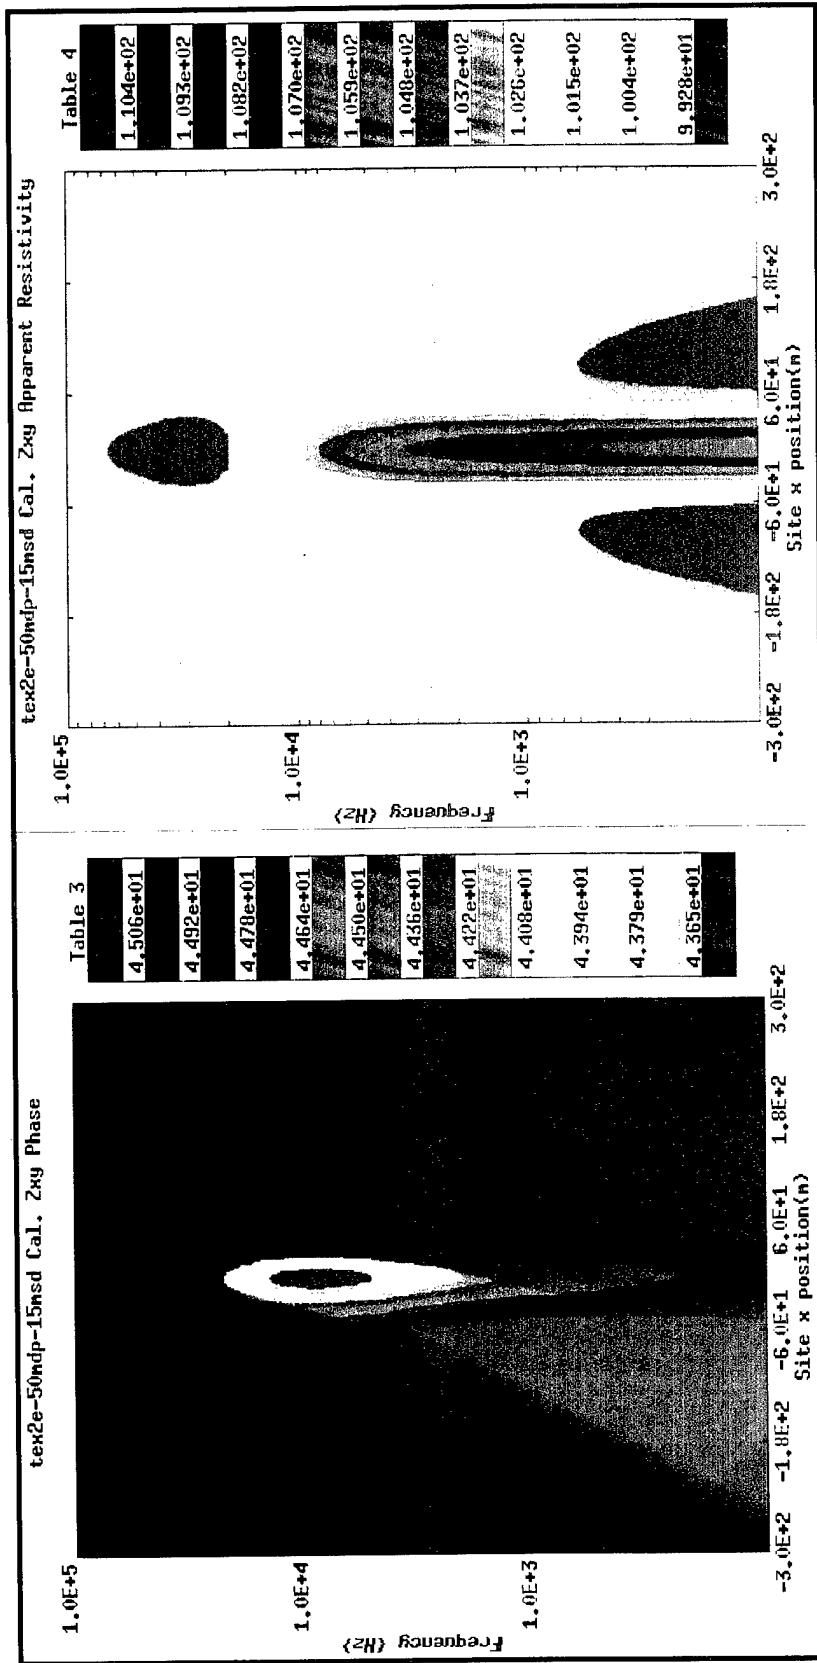 tex2e-50mdp-15msd Cal. Zxy Phase
Table 3
4.506e+01
4.492e+01
4.478e+01
4.464e+01
4.450e+01
4.436e+01
4.422e+01
4.408e+01
4.394e+01
4.379e+01
4.365e+01
1.0E+5
1.0E+4
1.0E+3
Frequency (Hz)
-3.0E+2 -1.8E+2 -6.0E+1 6.0E+1 1.8E+2 3.0E+2
Site x position(m)
tex2e-50mdp-15msd Cal. Zxy Apparent Resistivity
Table 4
1.104e+02
1.093e+02
1.082e+02
1.070e+02
1.059e+02
1.048e+02
1.037e+02
1.026e+02
1.015e+02
1.004e+02
9.928e+01
1.0E+5
1.0E+4
1.0E+3
Frequency (Hz)
-3.0E+2 -1.8E+2 -6.0E+1 6.0E+1 1.8E+2 3.0E+2
Site x position(m)